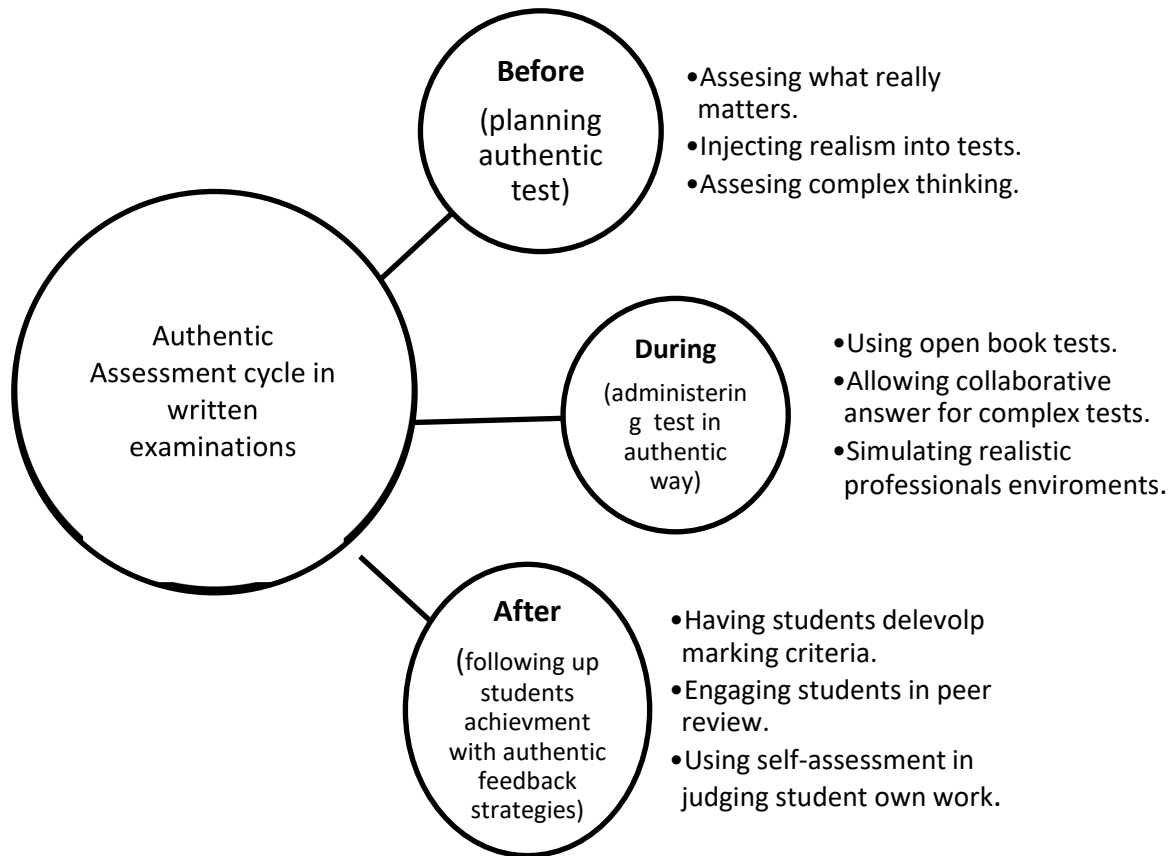 Before
(planning
authentic
test)
•Assesing what really
matters.
•Injecting realism into tests.
•Assesing complex thinking.
Authentic
Assessment cycle in
written
examinations
During
(administerin
g test in
authentic
way)
•Using open book tests.
•Allowing collaborative
answer for complex tests.
•Simulating realistic
professionals enviroments.
After
(following up
students
achievment
with authentic
feedback
strategies)
•Having students delevolp
marking criteria.
•Engaging students in peer
review.
•Using self-assessment in
judging student own work.